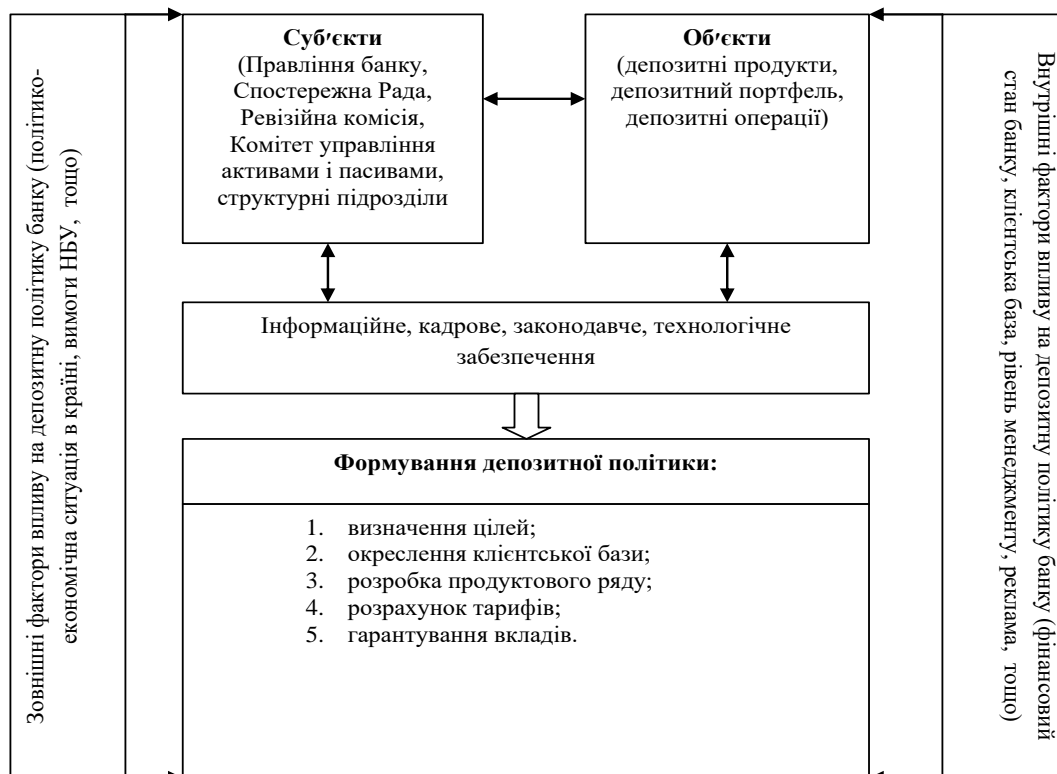 Зовнішні фактори впливу на депозитну політику банку (політико-
економічна ситуація в країні, вимоги НБУ, тощо)
Суб′єкти
(Правління банку,
Спостережна Рада,
Ревізійна комісія,
Комітет управління
активами і пасивами,
структурні підрозділи
Об′єкти
(депозитні продукти,
депозитний портфель,
депозитні операції)
Інформаційне, кадрове, законодавче, технологічне
забезпечення
Формування депозитної політики:
1. визначення цілей;
2. окреслення клієнтської бази;
3. розробка продуктового ряду;
4. розрахунок тарифів;
5. гарантування вкладів.
Внутрішні фактори впливу на депозитну політику банку (фінансовий
стан банку, клієнтська база, рівень менеджменту, реклама, тощо)